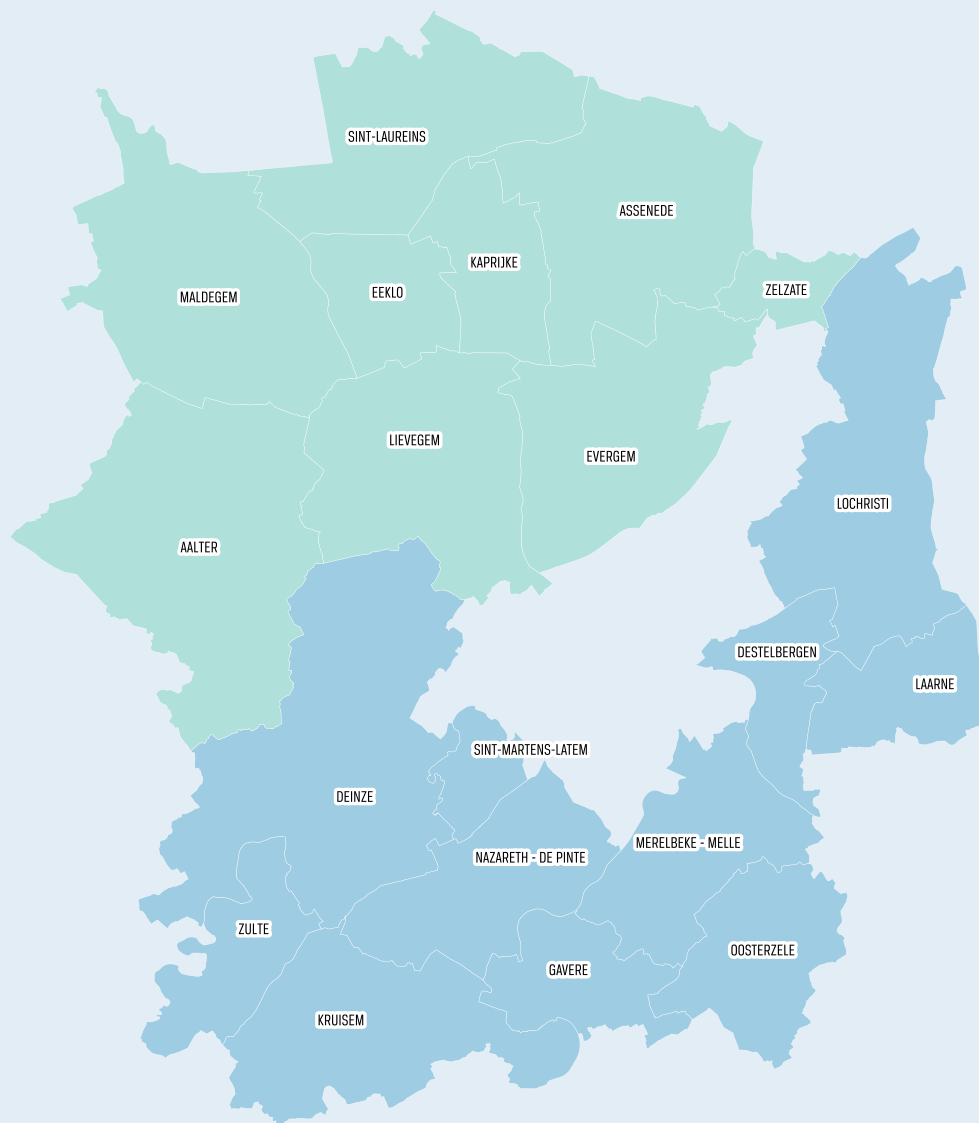 SINT-LAUREINS
ASSENEDE
KAPRIJKE
ZELZATE
EEKLO
MALDEGEM
LIEVEGEM
EVERGEM
LOCHRISTI
AALTER
DESTELBERGEN
LAARNE
SINT-MARTENS-LATEM
DEINZE
MERELBEKE - MELLE
NAZARETH - DE PINTE
ZULTE
OOSTERZELE
GAVERE
KRUISEM